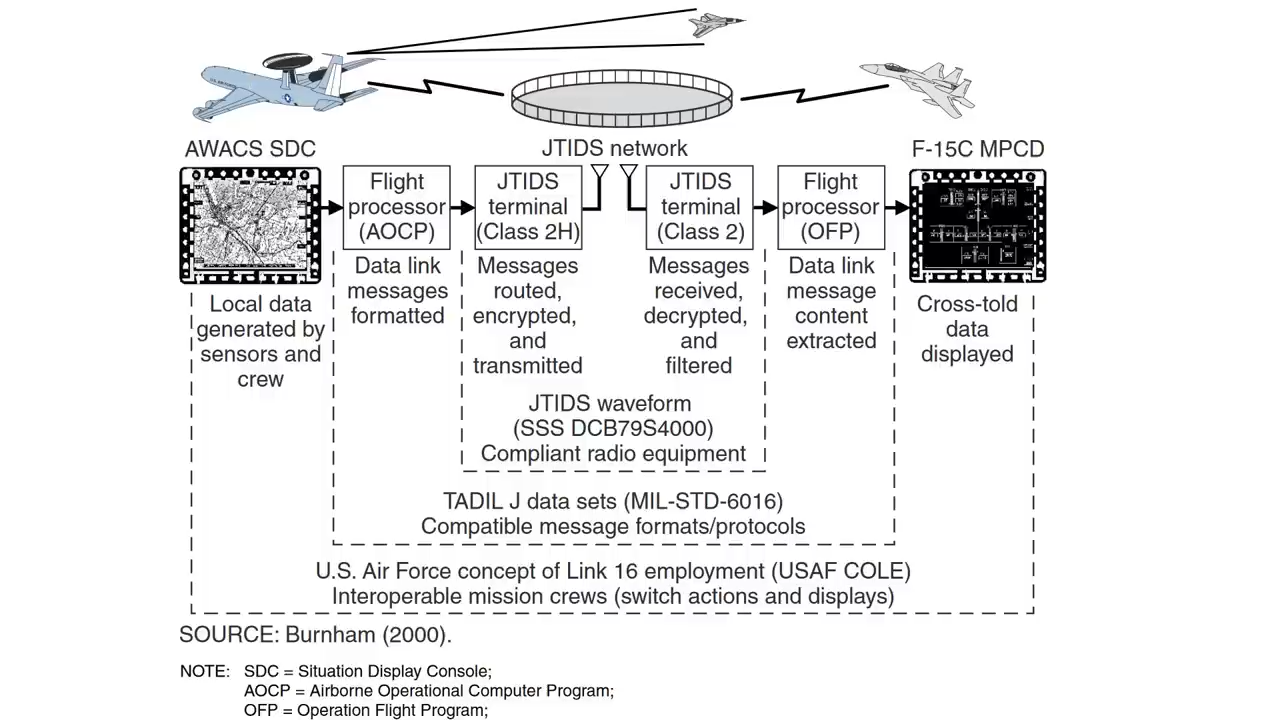 AWACS SDC
JTIDS network
F-15C MPCD
Flight
processor
(AOCP)
JTIDS
terminal
(Class 2H)
JTIDS
terminal
(Class 2)
Flight
processor
(OFP)
Local data
generated by
sensors and
crew
Data link
messages
formatted
Messages
routed,
encrypted,
and
transmitted
Messages
received,
decrypted,
and
filtered
Data link
message
content
extracted
Cross-told
data
displayed
JTIDS waveform
(SSS DCB79S4000)
Compliant radio equipment
TADIL J data sets (MIL-STD-6016)
Compatible message formats/protocols
U.S. Air Force concept of Link 16 employment (USAF COLE)
Interoperable mission crews (switch actions and displays)
SOURCE: Burnham (2000).
NOTE: SDC = Situation Display Console;
AOCP = Airborne Operational Computer Program;
OFP = Operation Flight Program;